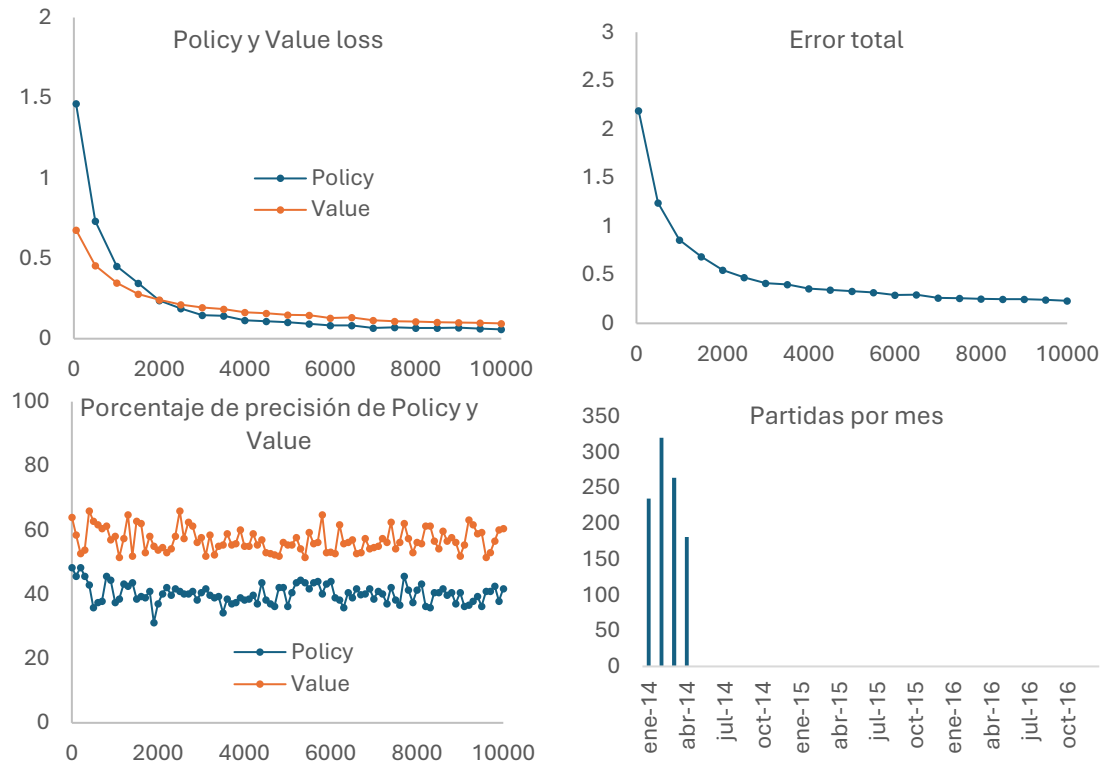 Policy y Value loss
2
1.5
1
0.5
0
Policy
Value
0 2000 4000 6000 8000 10000
Error total
3
2.5
2
1.5
1
0.5
0
0 2000 4000 6000 8000 10000
Porcentaje de precisión de Policy y
Value
100
80
60
40
20
0
Policy
Value
0 2000 4000 6000 8000 10000
Partidas por mes
350
300
250
200
150
100
50
0
ene-14
abr-14
jul-14
oct-14
ene-15
abr-15
jul-15
oct-15
ene-16
abr-16
jul-16
oct-16